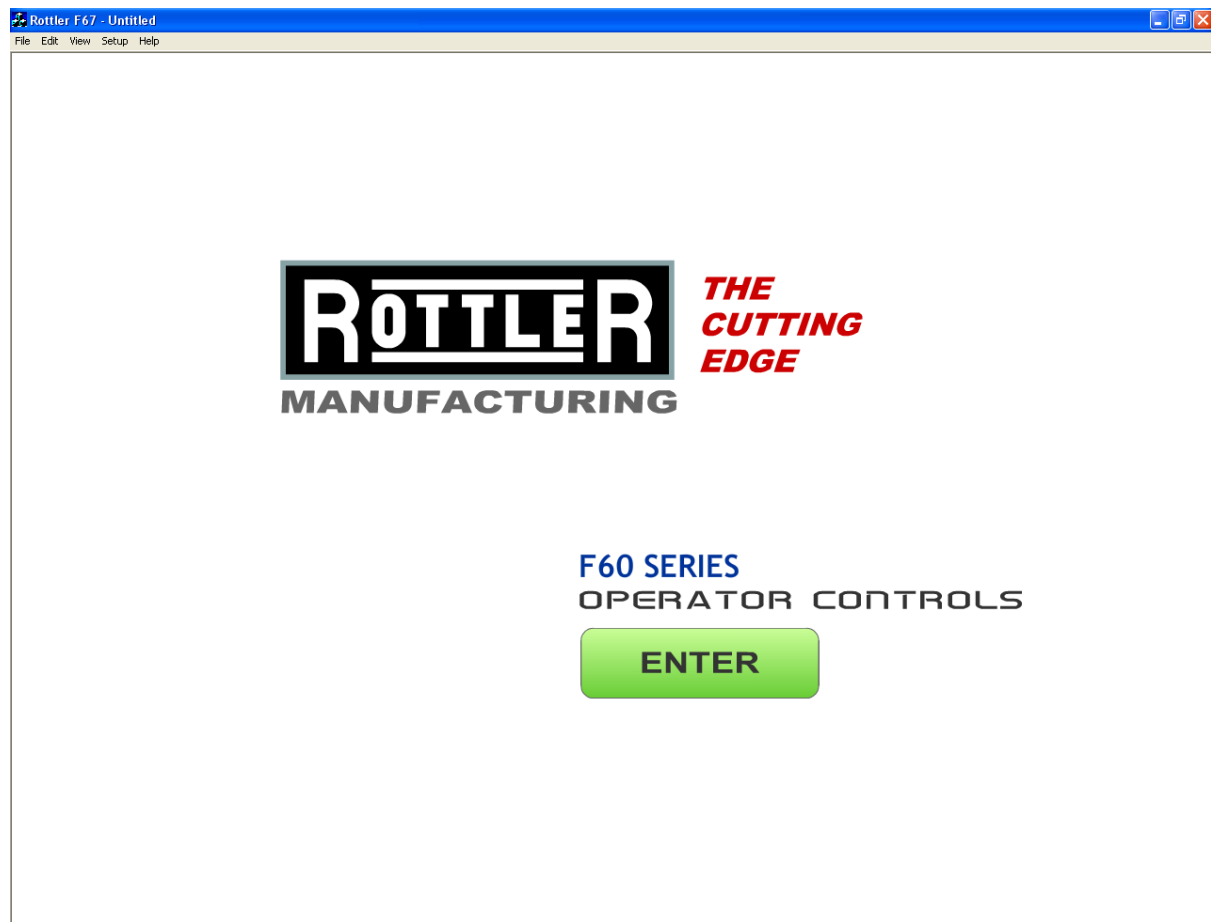 Rottler F67 - Untitled
File Edit View Setup Help
ROTTLER
THE
CUTTING
EDGE
MANUFACTURING
F60 SERIES
OPERATOR CONTROLS
ENTER